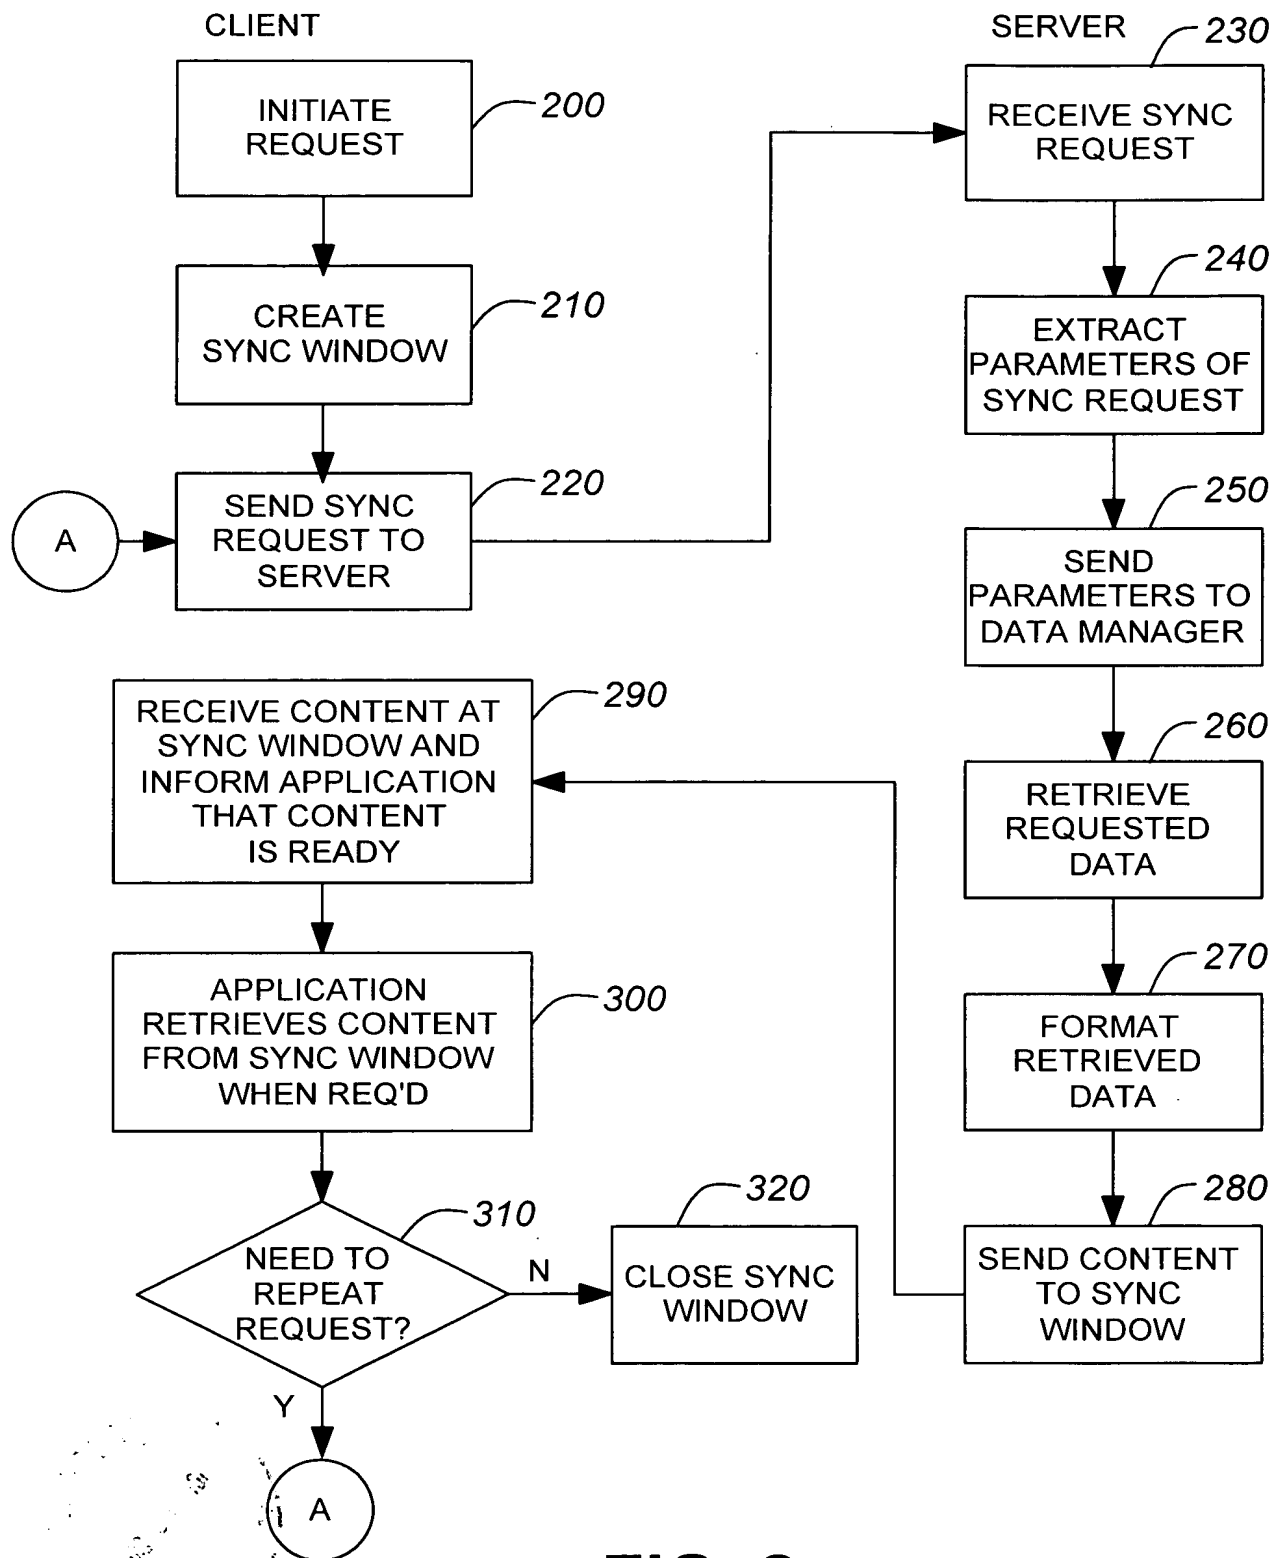 CLIENT
INITIATE
REQUEST
200
CREATE
SYNC WINDOW
210
A
SEND SYNC
REQUEST TO
SERVER
220
SERVER
230
RECEIVE SYNC
REQUEST
240
EXTRACT
PARAMETERS OF
SYNC REQUEST
250
SEND
PARAMETERS TO
DATA MANAGER
260
RETRIEVE
REQUESTED
DATA
270
FORMAT
RETRIEVED
DATA
280
SEND CONTENT
TO SYNC
WINDOW
290
RECEIVE CONTENT AT
SYNC WINDOW AND
INFORM APPLICATION
THAT CONTENT
IS READY
300
APPLICATION
RETRIEVES CONTENT
FROM SYNC WINDOW
WHEN REQ'D
310
NEED TO
REPEAT
REQUEST?
N
320
CLOSE SYNC
WINDOW
Y
A